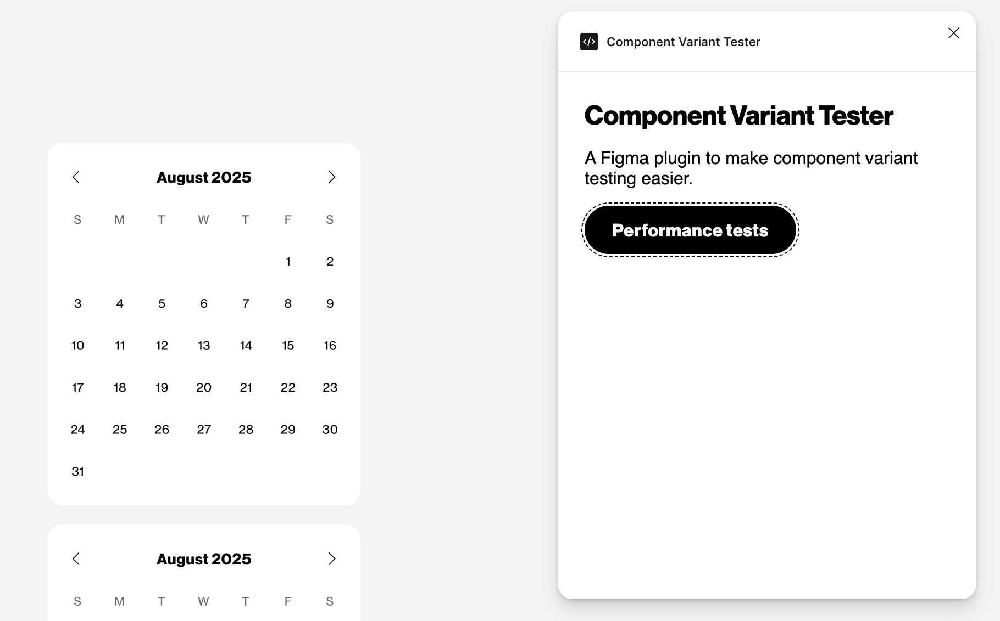 August 2025
S M T W T F S
1 2
3 4 5 6 7 8 9
10 11 12 13 14 15 16
17 18 19 20 21 22 23
24 25 26 27 28 29 30
31
August 2025
S M T W T F S
</> Component Variant Tester
Component Variant Tester
A Figma plugin to make component variant
testing easier.
Performance tests